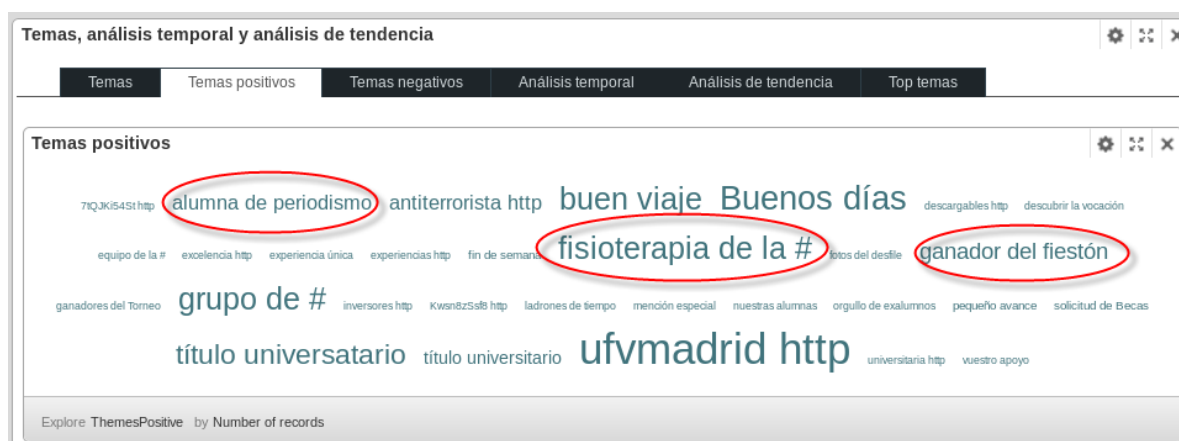 Temas, análisis temporal y análisis de tendencia
Temas Temas positivos Temas negativos Análisis temporal Análisis de tendencia Top temas
Temas positivos
7tQJKi54St http alumna de periodismo antiterrorista http buen viaje Buenos días descargables http descubrir la vocación
equipo de la # excelencia http experiencia única experiencias http fin de semana fisioterapia de la # fotos del desfile ganador del fiestón
ganadores del Torneo grupo de # inversores http Kwsn8zSsf8 http ladrones de tiempo mención especial nuestras alumnas orgullo de exalumnos pequeño avance solicitud de Becas
título universatario título universitario ufvmadrid http universitaria http vuestro apoyo
Explore ThemesPositive by Number of records